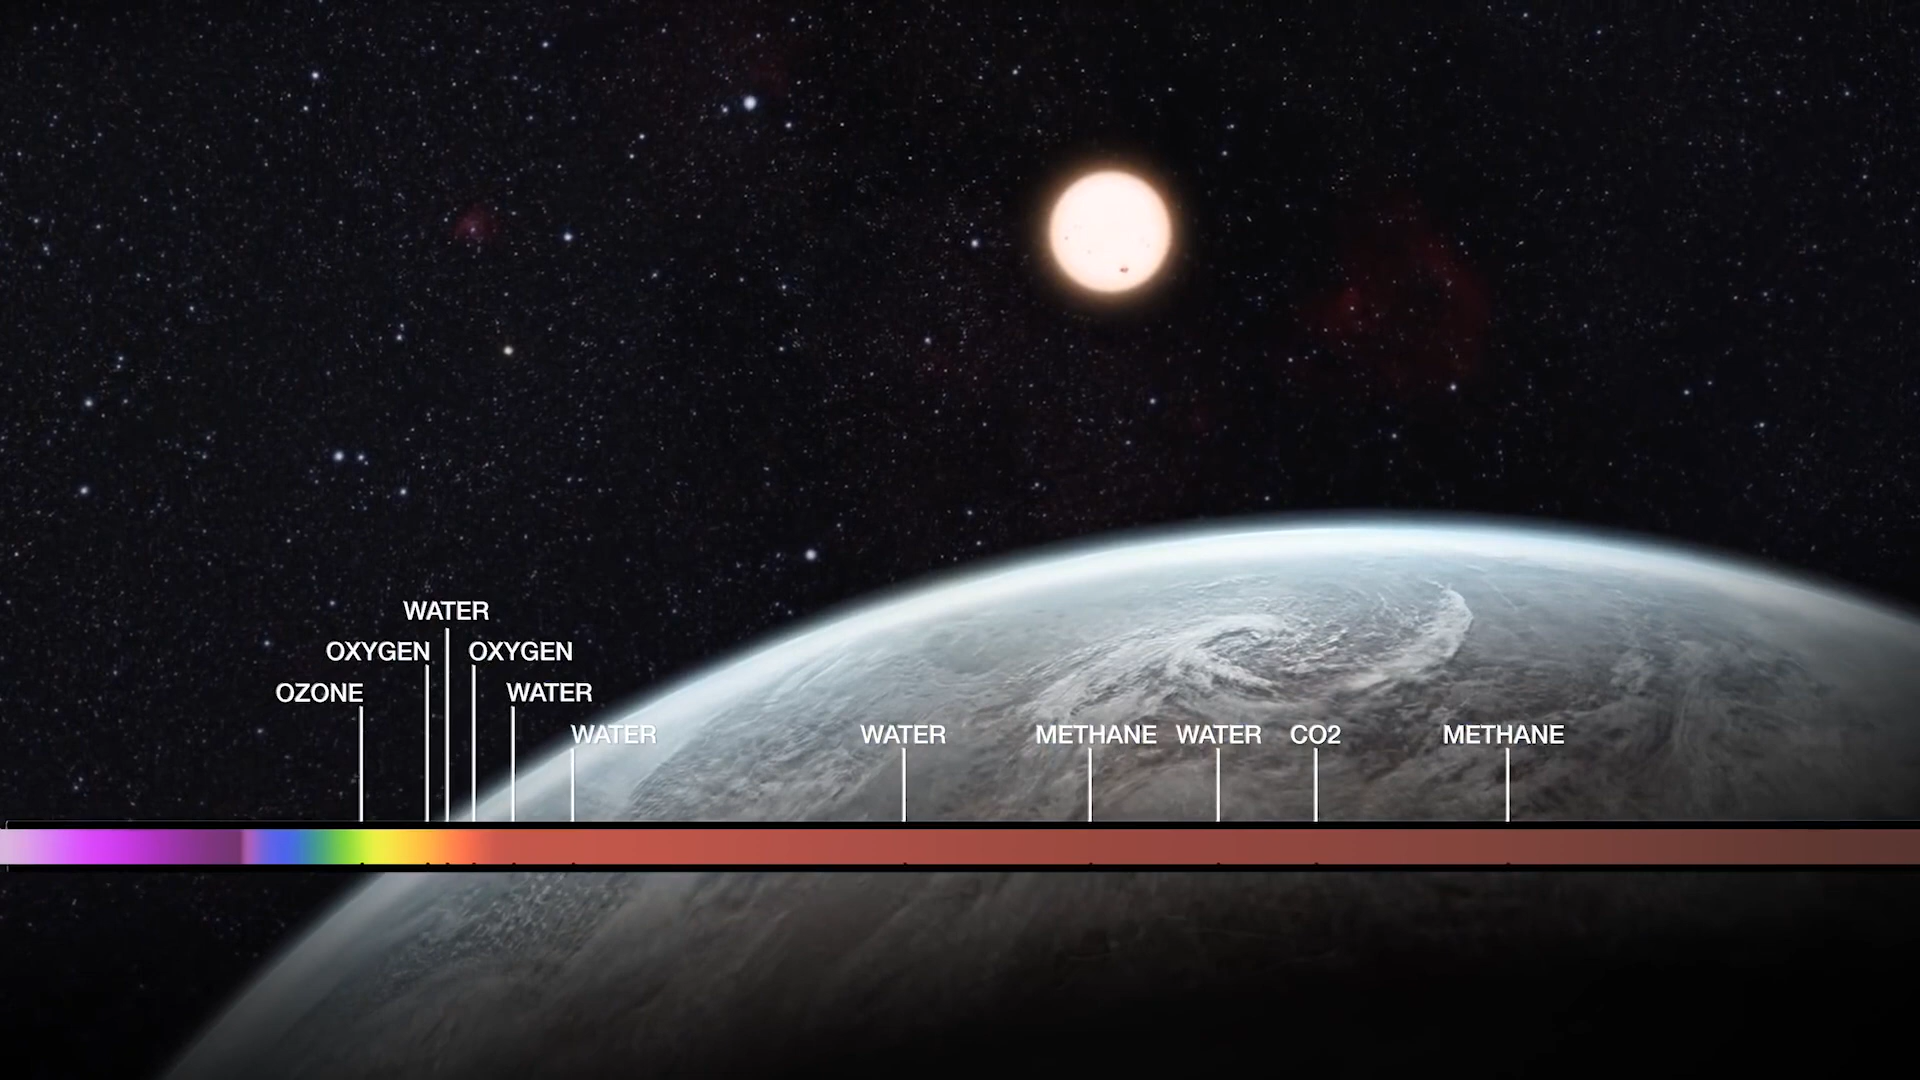 WATER
OXYGEN OXYGEN
OZONE WATER
WATER WATER METHANE WATER CO2 METHANE